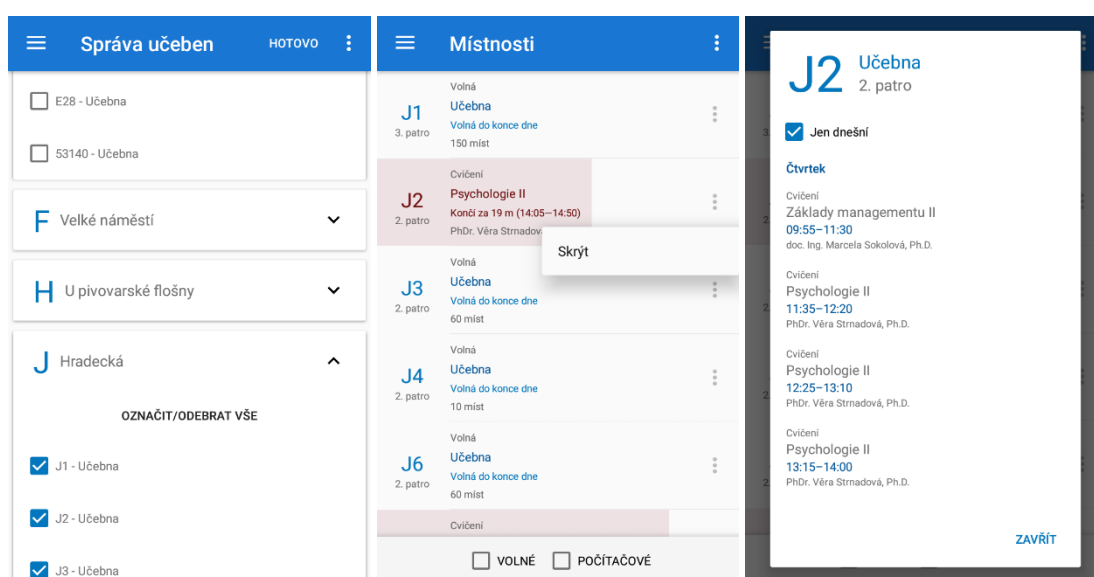 Správa učeben
HOTOVO
E28 - Učebna
53140 - Učebna
F Velké náměstí
H U pivovarské flošny
J Hradecká
OZNAČIT/ODEBRAT VŠE
J1 - Učebna
J2 - Učebna
J3 - Učebna
Místnosti
Volná
J1 Učebna
3. patro Volná do konce dne
150 míst
Cvičení
J2 Psychologie II
2. patro Končí za 19 m (14:05–14:50)
PhDr. Věra Strnadov
Skrýt
Volná
J3 Učebna
2. patro Volná do konce dne
60 míst
Volná
J4 Učebna
2. patro Volná do konce dne
10 míst
Volná
J6 Učebna
2. patro Volná do konce dne
60 míst
Cvičení
VOLNÉ POČÍTAČOVÉ
J2 Učebna
2. patro
Jen dnešní
Čtvrtek
Cvičení
Základy managementu II
09:55–11:30
doc. Ing. Marcela Sokolová, Ph.D.
Cvičení
Psychologie II
11:35–12:20
PhDr. Věra Strnadová, Ph.D.
Cvičení
Psychologie II
12:25–13:10
PhDr. Věra Strnadová, Ph.D.
Cvičení
Psychologie II
13:15–14:00
PhDr. Věra Strnadová, Ph.D.
ZAVŘÍT